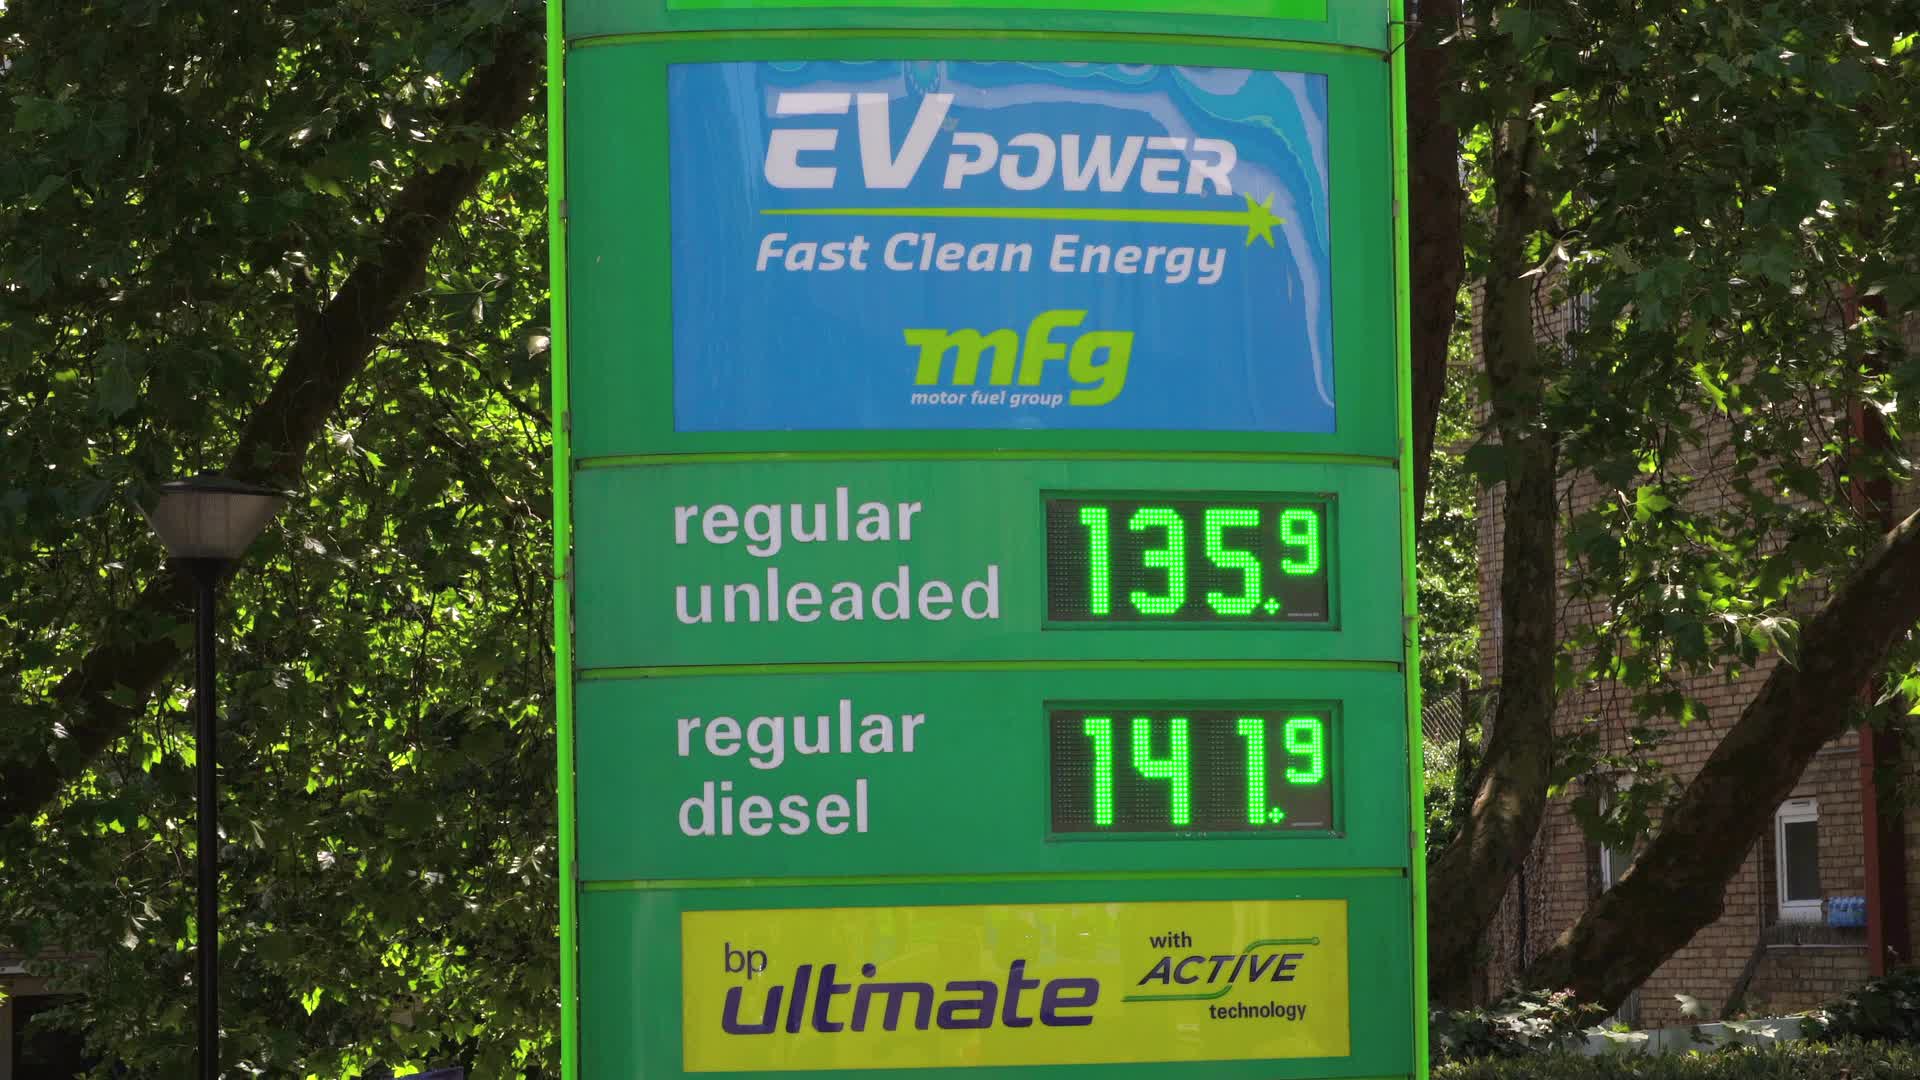 EV POWER
Fast Clean Energy
mfg
motor fuel group
regular
unleaded
135.9
regular
diesel
141.9
bp
ultimate
with
ACTIVE
technology